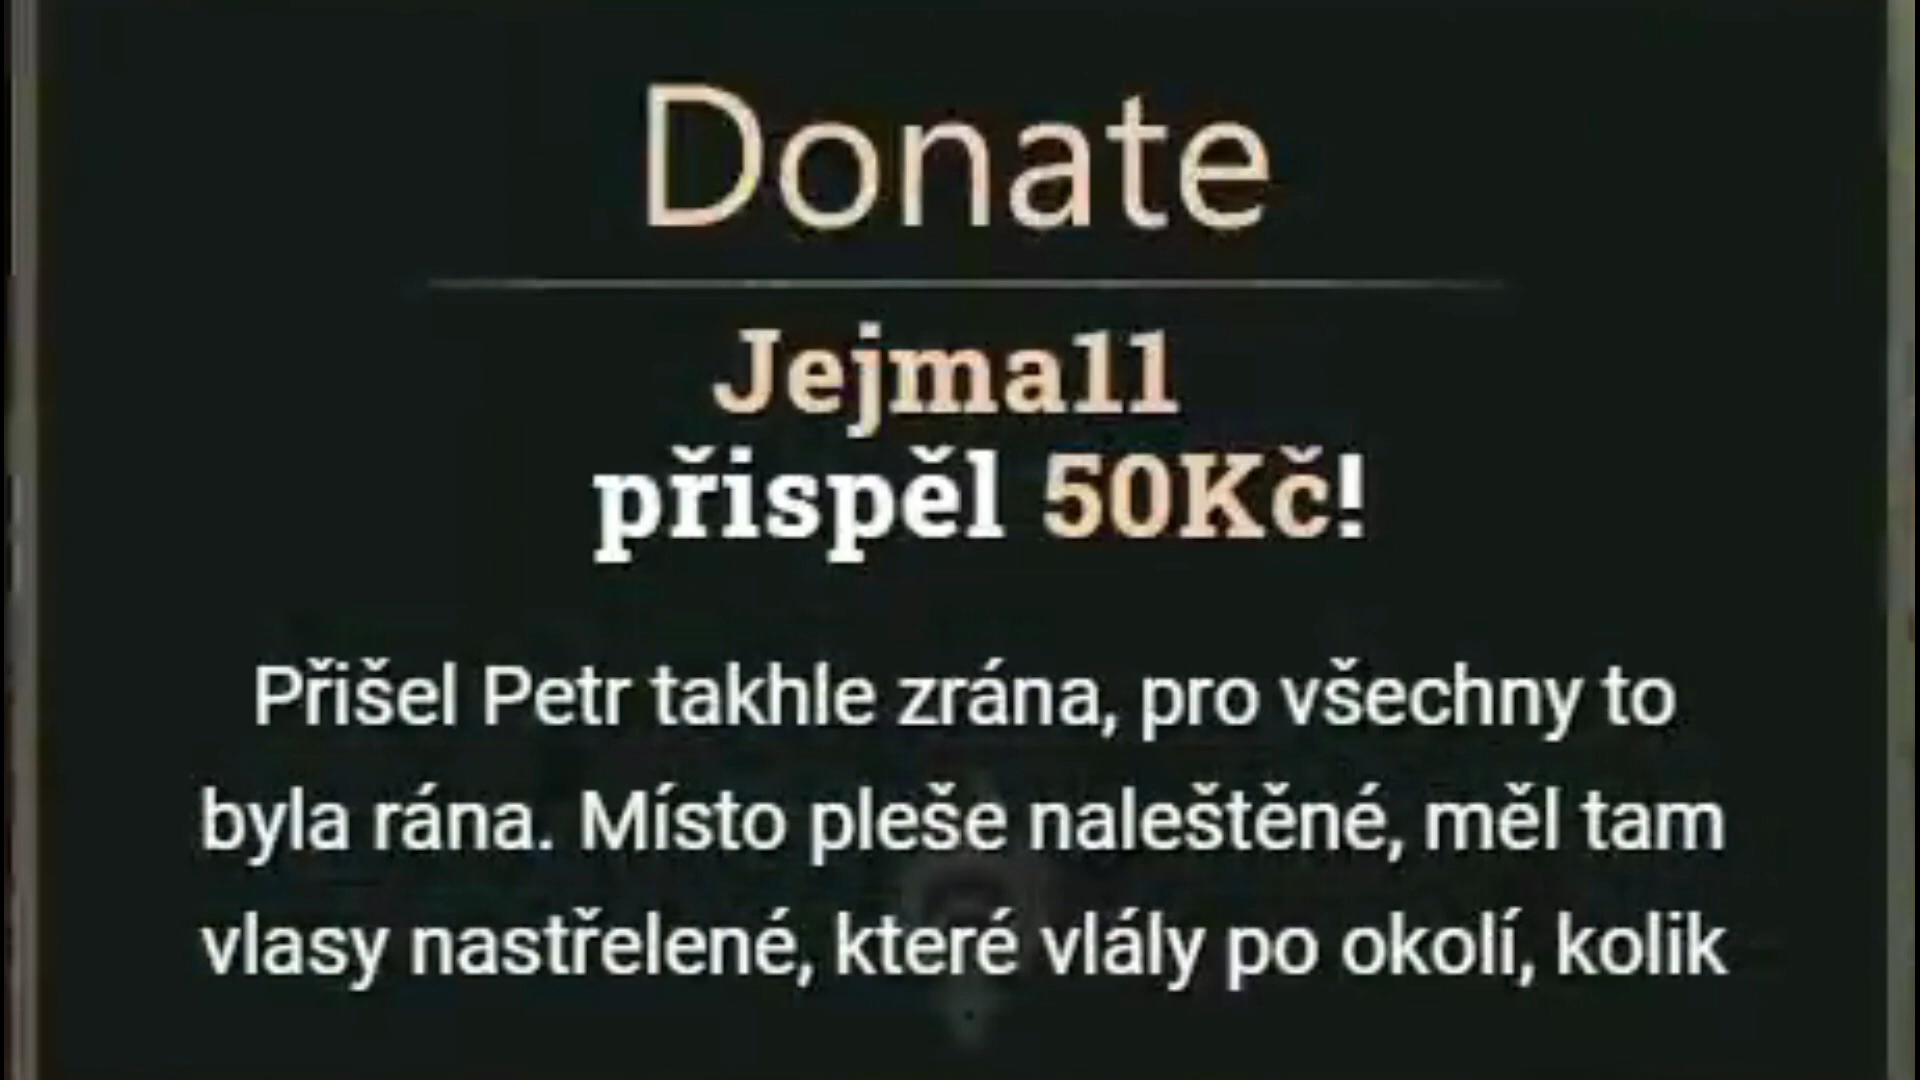 Donate
Jejma11
přispěl 50Kč!
Přišel Petr takhle zrána, pro všechny to
byla rána. Místo pleše naleštěné, měl tam
vlasy nastřelené, které vlály po okolí, kolik